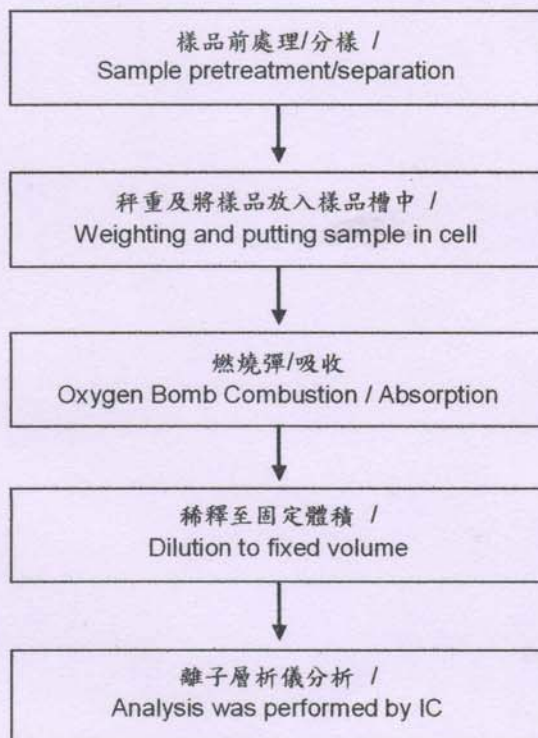 樣品前處理/分樣 /
Sample pretreatment/separation
秤重及將樣品放入樣品槽中 /
Weighting and putting sample in cell
燃燒彈/吸收
Oxygen Bomb Combustion / Absorption
稀釋至固定體積 /
Dilution to fixed volume
離子層析儀分析 /
Analysis was performed by IC